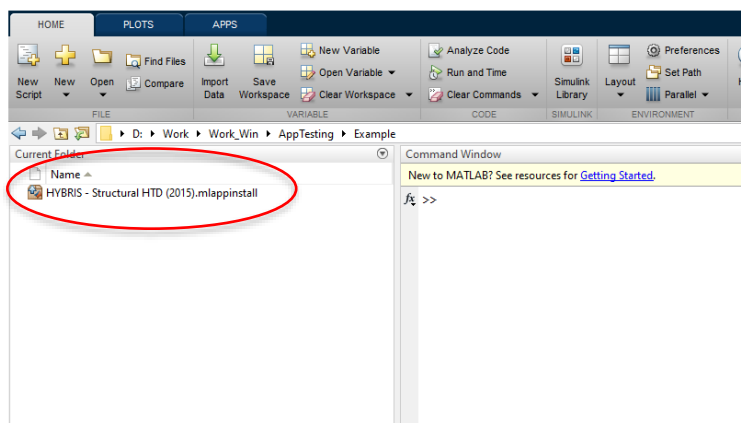 HOME PLOTS APPS
New Script
New
Open
Find Files
Compare
Import Data
Save Workspace
New Variable
Open Variable
Clear Workspace
Analyze Code
Run and Time
Clear Commands
Simulink Library
Layout
Preferences
Set Path
Parallel
FILE VARIABLE CODE SIMULINK ENVIRONMENT
D: Work Work_Win AppTesting Example
Current Folder
Name
HYBRIS - Structural HTD (2015).mlappinstall
Command Window
New to MATLAB? See resources for Getting Started.
fx >>